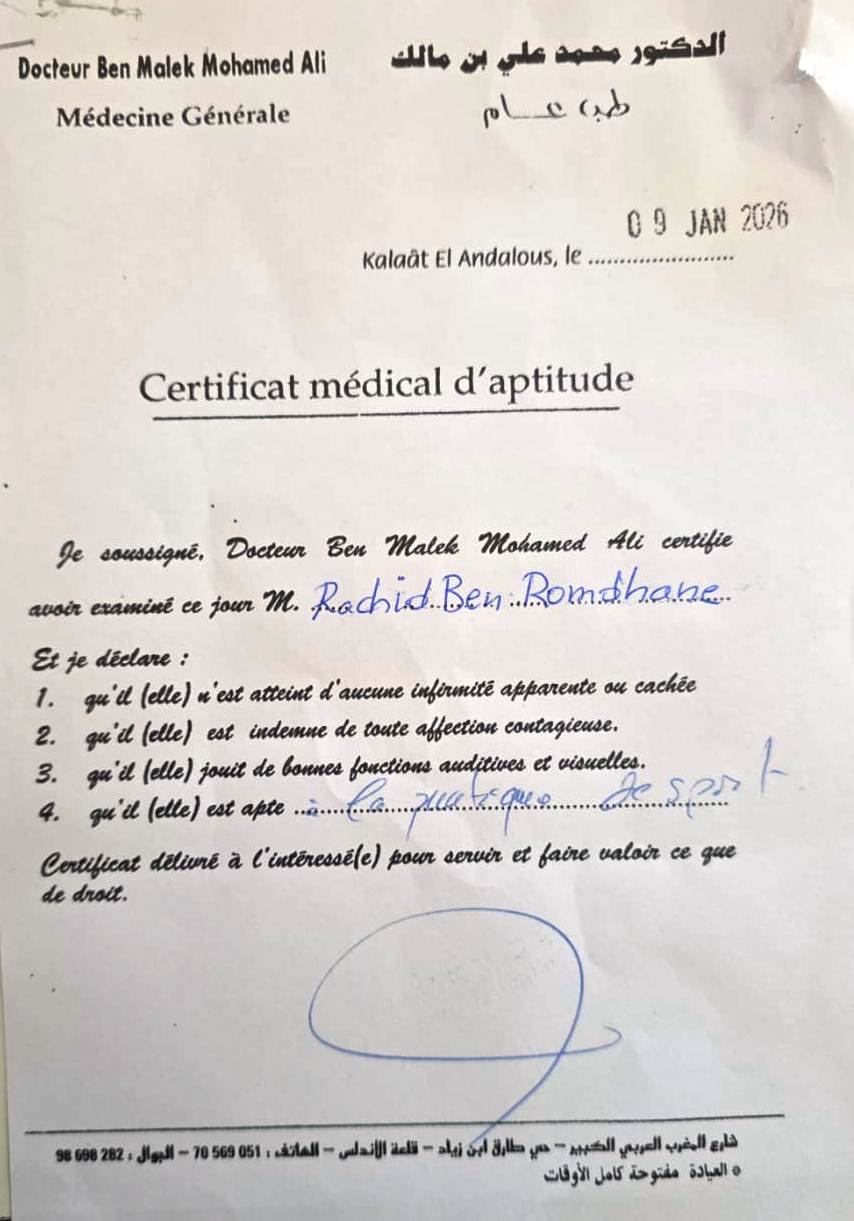 Docteur Ben Malek Mohamed Ali
Médecine Générale
الدكتور محمد علي بن مالك
طب عام
09 JAN 2026
Kalaât El Andalous, le ........................
Certificat médical d'aptitude
Je soussigné, Docteur Ben Malek Mohamed Ali certifie
avoir examiné ce jour M. Rachid Ben Romdhane
Et je déclare :
1. qu'il (elle) n'est atteint d'aucune infirmité apparente ou cachée
2. qu'il (elle) est indemne de toute affection contagieuse.
3. qu'il (elle) jouit de bonnes fonctions auditives et visuelles.
4. qu'il (elle) est apte à la pratique de sport
Certificat délivré à l'intéressé(e) pour servir et faire valoir ce que
de droit.
شارع المغرب العربي الكبير – حي طارق ابن زياد – قلعة الأندلس – الهاتف : 70 569 051 – الجوال : 98 698 282
* العيادة مفتوحة كامل الأوقات *